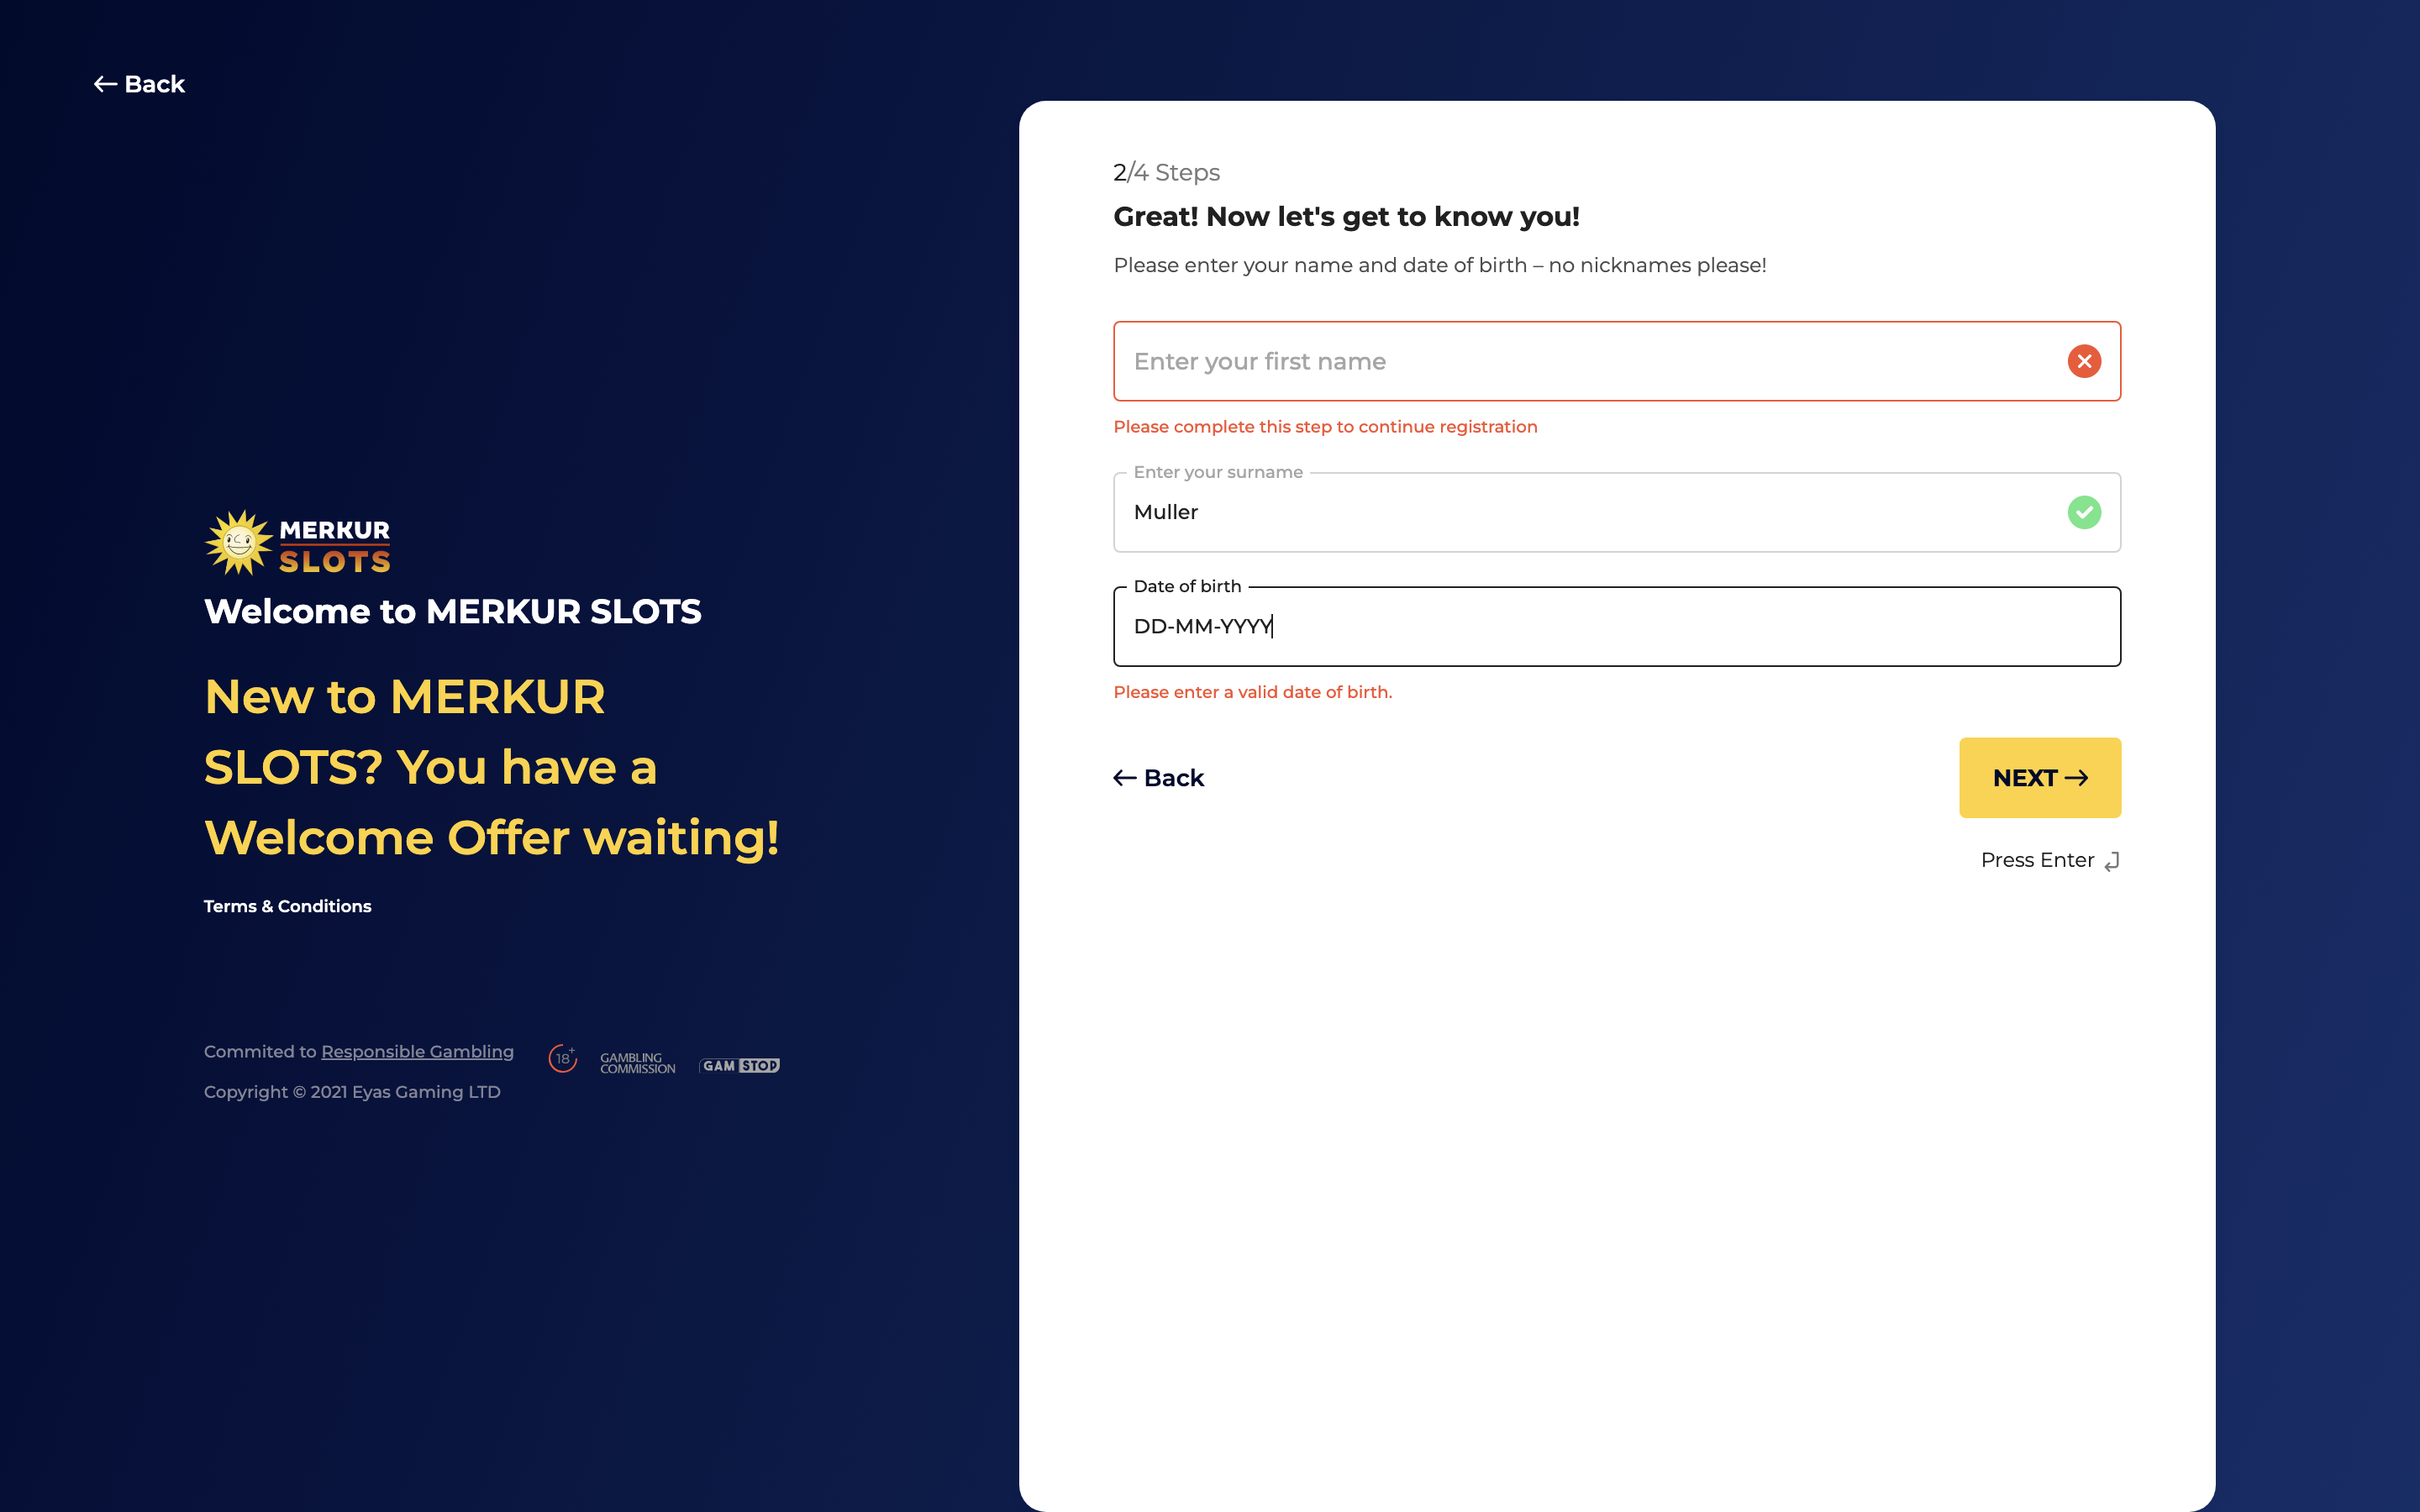 Back
2/4 Steps
Great! Now let's get to know you!
Please enter your name and date of birth – no nicknames please!
Enter your first name
Please complete this step to continue registration
Enter your surname
Muller
Date of birth
DD-MM-YYYY
Please enter a valid date of birth.
Back
NEXT
Press Enter
MERKUR
SLOTS
Welcome to MERKUR SLOTS
New to MERKUR
SLOTS? You have a
Welcome Offer waiting!
Terms & Conditions
Commited to Responsible Gambling
18+
GAMBLING
COMMISSION
GAMSTOP
Copyright © 2021 Eyas Gaming LTD